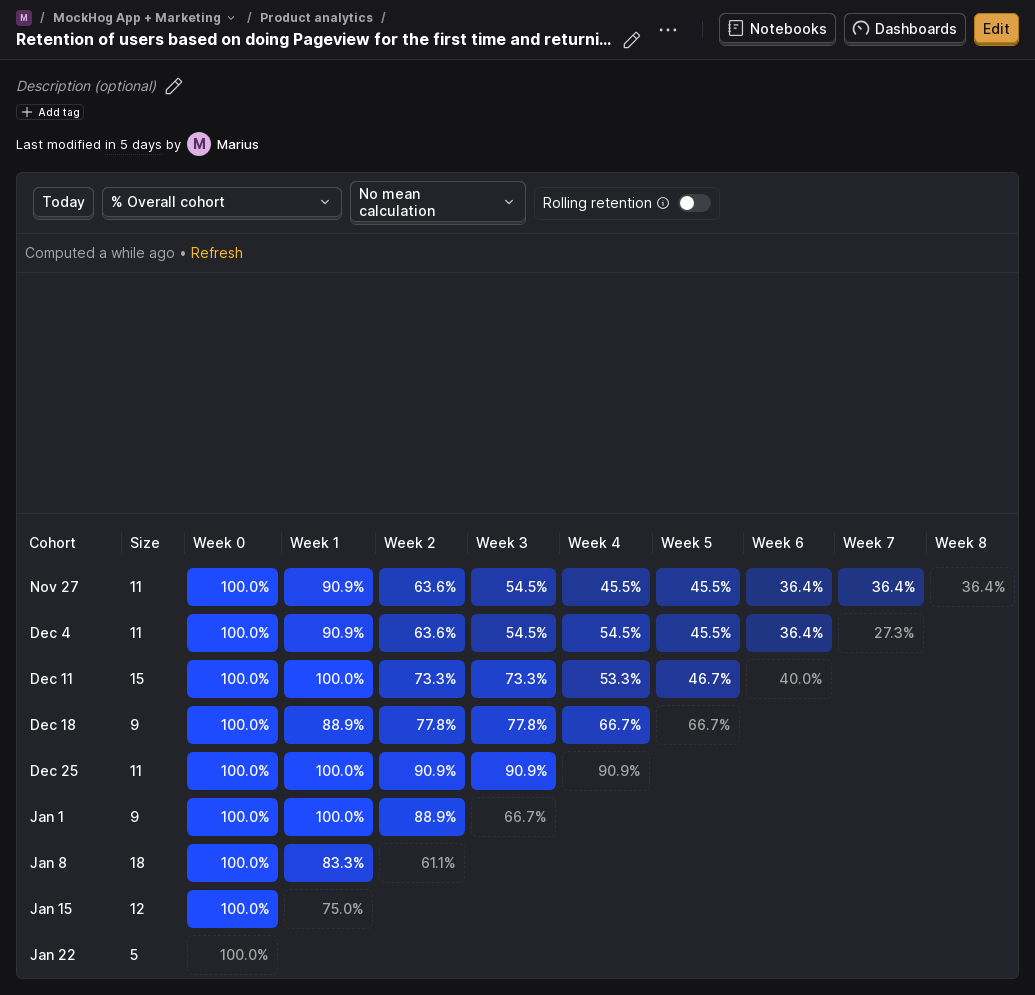 M / MockHog App + Marketing / Product analytics /
Retention of users based on doing Pageview for the first time and returni...
Notebooks Dashboards Edit
Description (optional)
Add tag
Last modified in 5 days by M Marius
Today % Overall cohort No mean calculation Rolling retention
Computed a while ago • Refresh
Cohort Size Week 0 Week 1 Week 2 Week 3 Week 4 Week 5 Week 6 Week 7 Week 8
Nov 27 11 100.0% 90.9% 63.6% 54.5% 45.5% 45.5% 36.4% 36.4% 36.4%
Dec 4 11 100.0% 90.9% 63.6% 54.5% 54.5% 45.5% 36.4% 27.3%
Dec 11 15 100.0% 100.0% 73.3% 73.3% 53.3% 46.7% 40.0%
Dec 18 9 100.0% 88.9% 77.8% 77.8% 66.7% 66.7%
Dec 25 11 100.0% 100.0% 90.9% 90.9% 90.9%
Jan 1 9 100.0% 100.0% 88.9% 66.7%
Jan 8 18 100.0% 83.3% 61.1%
Jan 15 12 100.0% 75.0%
Jan 22 5 100.0%